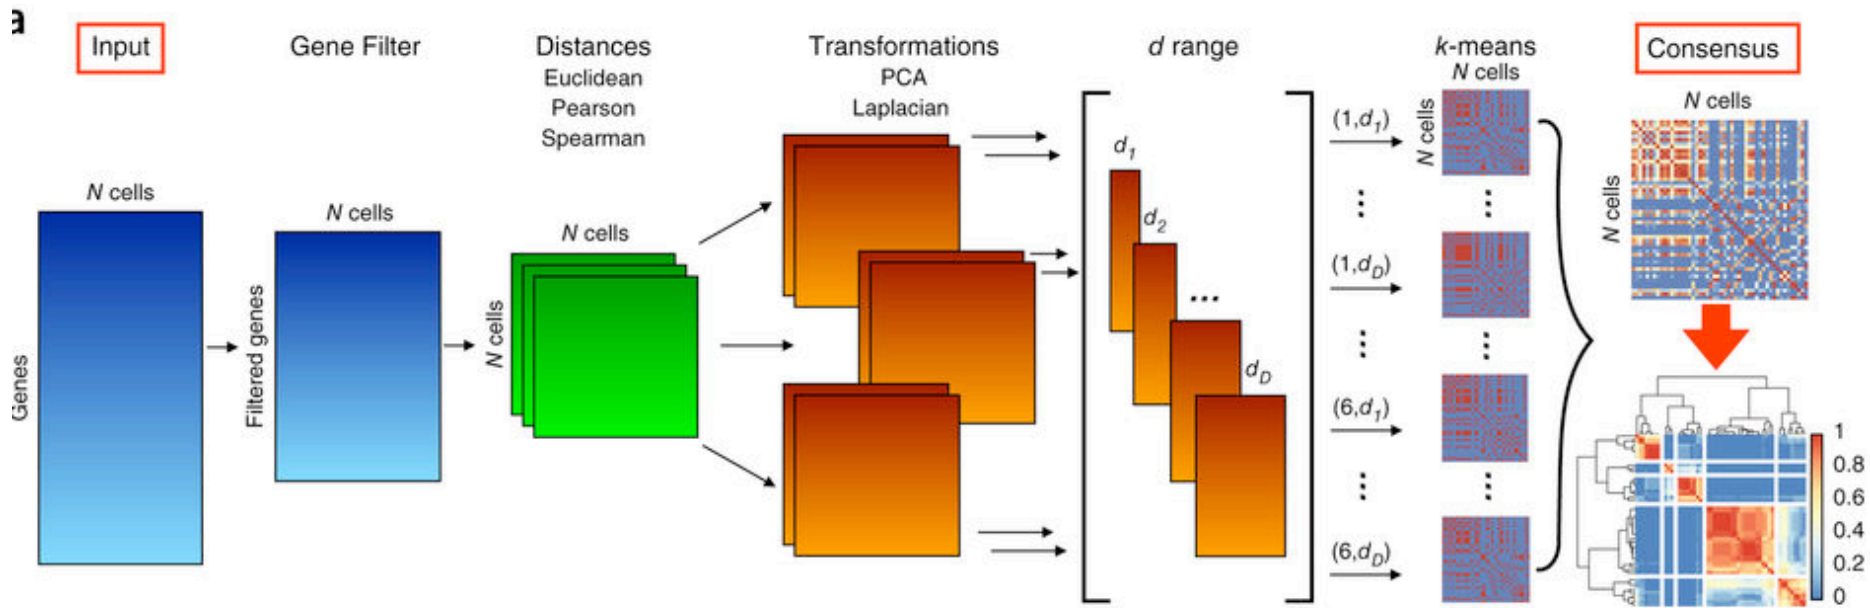 a
Input
Gene Filter
Distances
Euclidean
Pearson
Spearman
Transformations
PCA
Laplacian
d range
k-means
Consensus
N cells
Genes
N cells
Filtered genes
N cells
N cells
d1
d2
...
dD
(1,d1)
(1,dD)
(6,d1)
(6,dD)
N cells
N cells
N cells
N cells
1
0.8
0.6
0.4
0.2
0